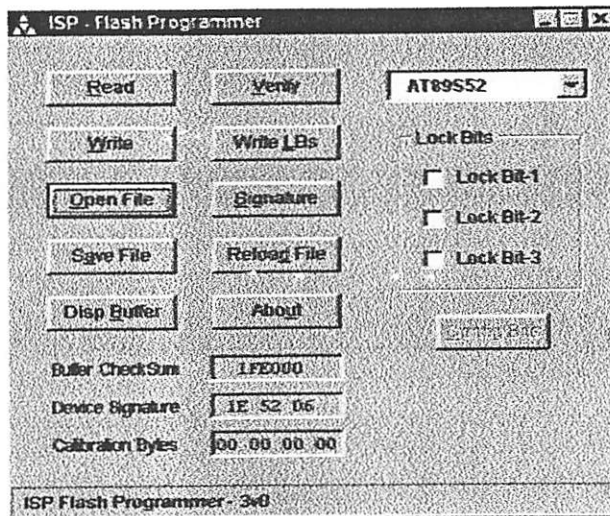 ISP - Flash Programmer
Read
Verify
AT89S52
Write
Write LBs
Lock Bits
Lock Bit-1
Open File
Signature
Lock Bit-2
Save File
Reload File
Lock Bit-3
Disp Buffer
About
Buffer CheckSum
1FE000
Device Signature
1E 52 06
Calibration Bytes
00 00 00 00
ISP Flash Programmer - 3v0